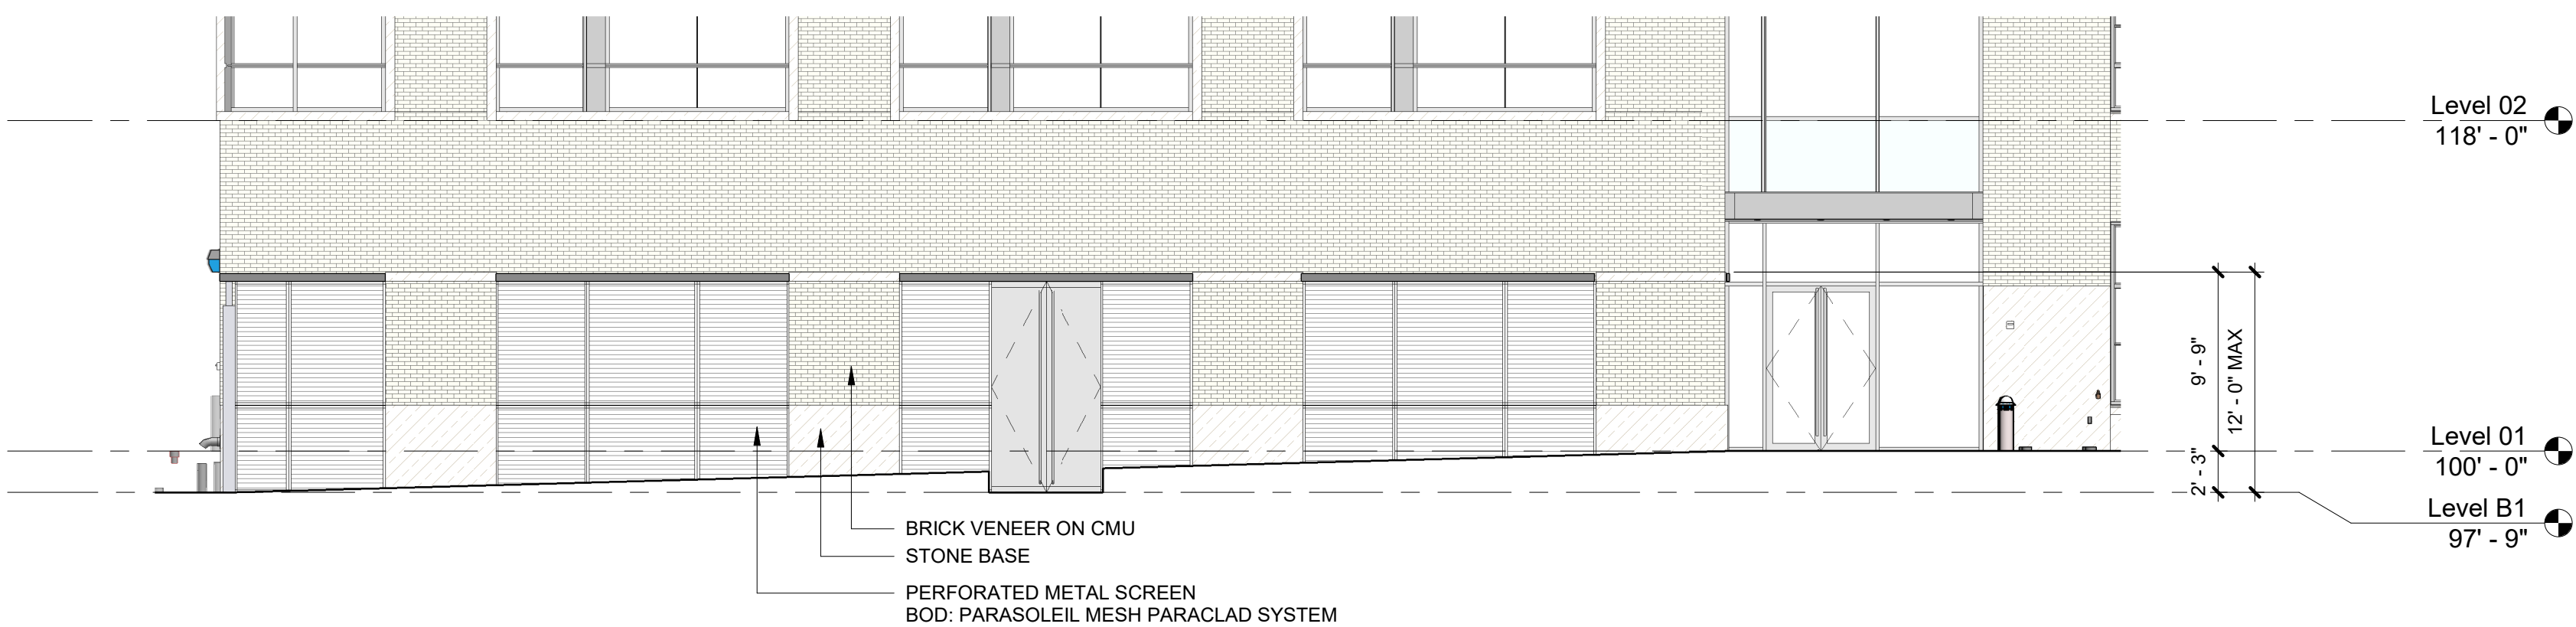 Level 02
118' - 0"
9' - 9"
12' - 0" MAX
Level 01
100' - 0"
2' - 3"
Level B1
97' - 9"
BRICK VENEER ON CMU
STONE BASE
PERFORATED METAL SCREEN
BOD: PARASOLEIL MESH PARACLAD SYSTEM